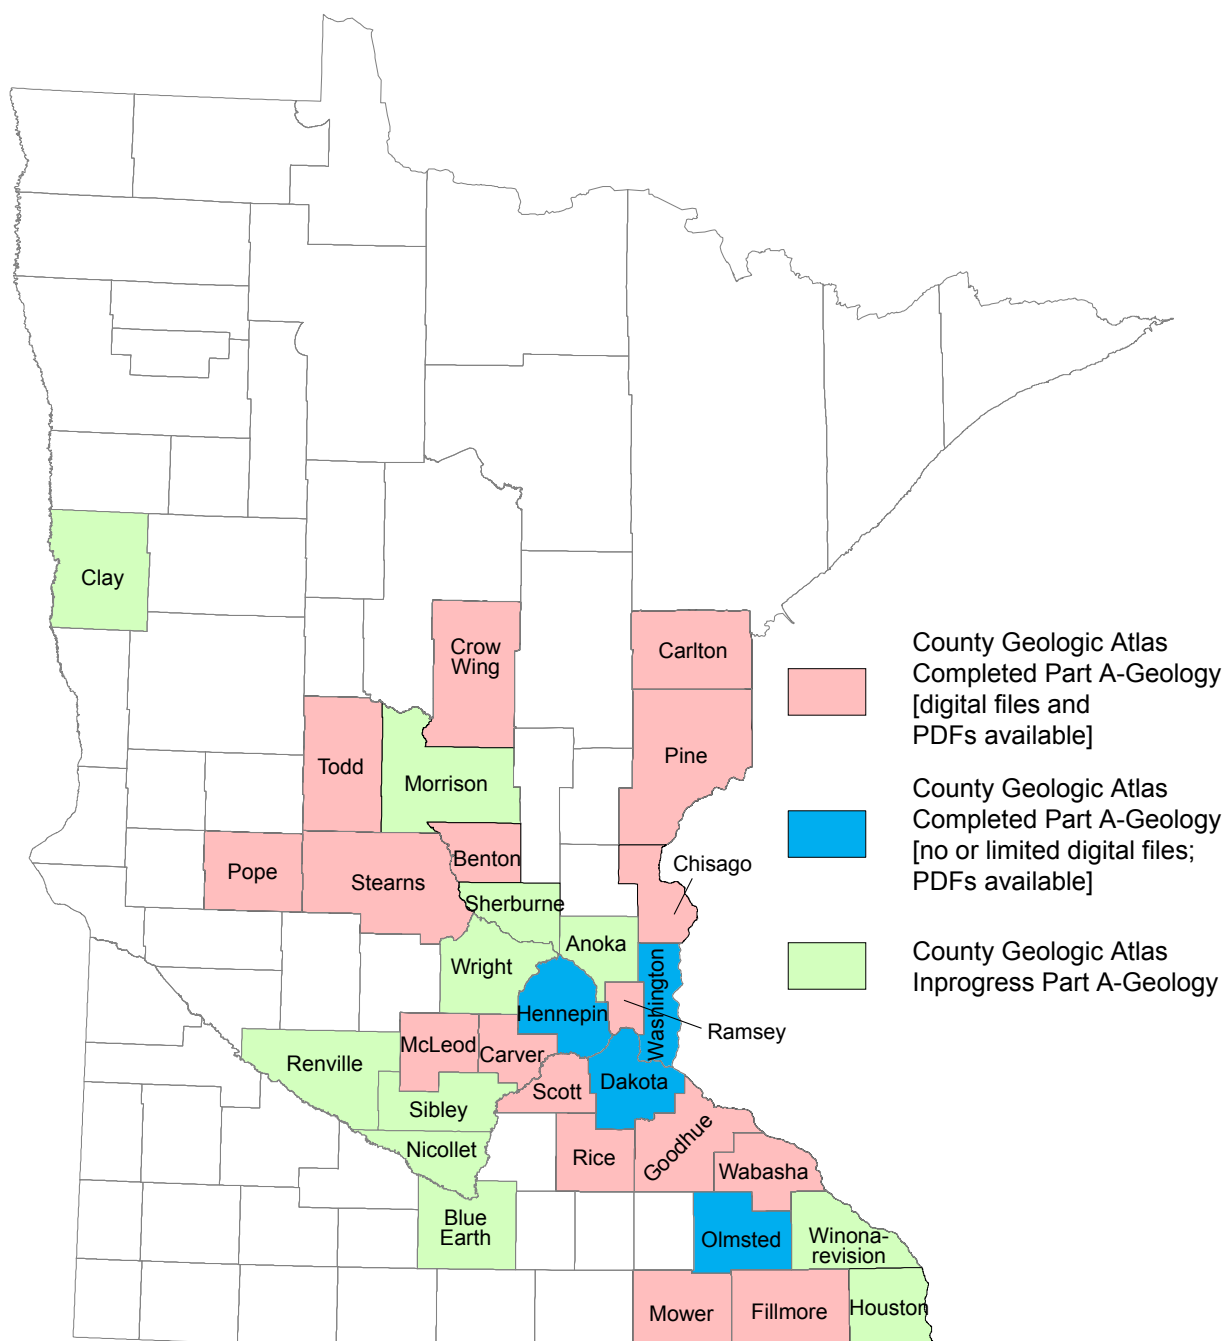 Clay
Crow
Wing
Carlton
Pine
Todd
Morrison
Benton
Pope
Stearns
Sherburne
Chisago
Anoka
Wright
Washington
Hennepin
Ramsey
McLeod
Carver
Renville
Scott
Dakota
Sibley
Nicollet
Rice
Goodhue
Wabasha
Blue
Earth
Olmsted
Winona-
revision
Mower
Fillmore
Houston
County Geologic Atlas
Completed Part A-Geology
[digital files and
PDFs available]
County Geologic Atlas
Completed Part A-Geology
[no or limited digital files;
PDFs available]
County Geologic Atlas
Inprogress Part A-Geology